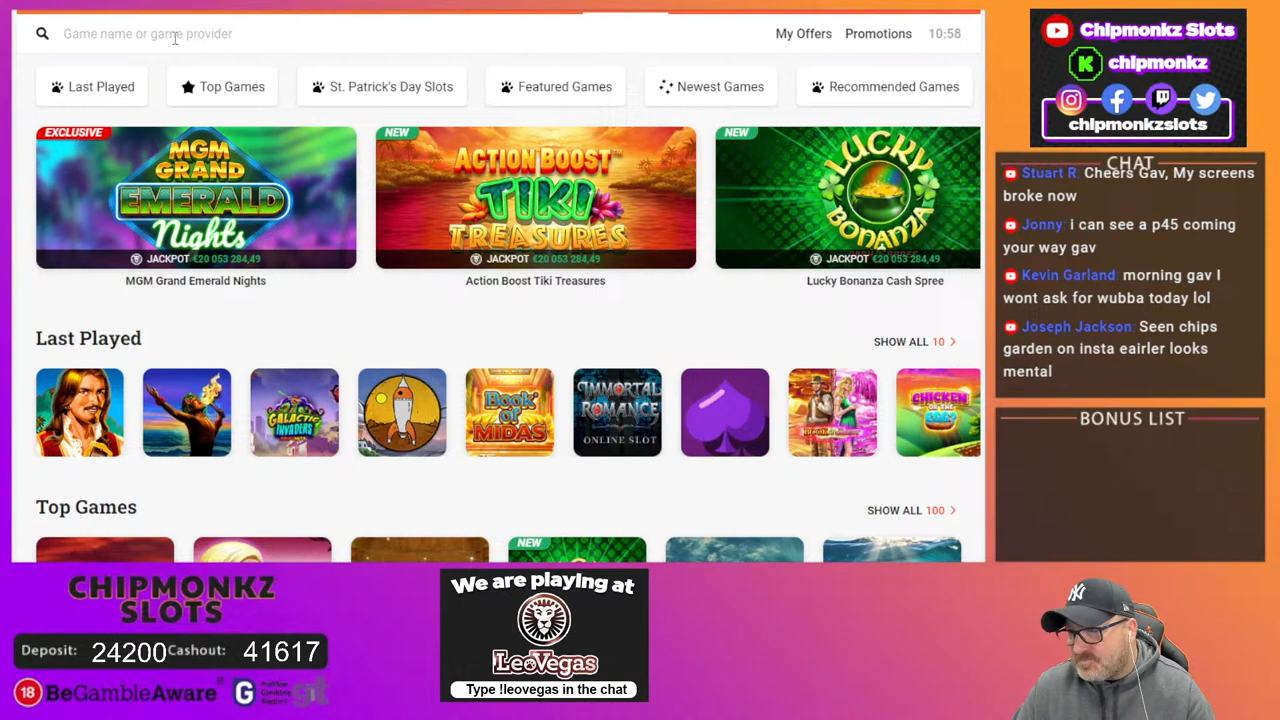 Game name or game provider
My Offers Promotions 10:58
Last Played
Top Games
St. Patrick's Day Slots
Featured Games
Newest Games
Recommended Games
EXCLUSIVE
MGM
GRAND
EMERALD
Nights
JACKPOT €20 053 284,49
MGM Grand Emerald Nights
NEW
ACTION BOOST™
TIKI
TREASURES
JACKPOT €20 053 284,49
Action Boost Tiki Treasures
NEW
LUCKY
BONANZA
JACKPOT €20 053 284,49
Lucky Bonanza Cash Spree
Last Played
SHOW ALL 10 >
GALACTIC
INVADERS
BOOK
OF
MIDAS
IMMORTAL
ROMANCE
ONLINE SLOT
CHICKEN
Top Games
SHOW ALL 100 >
NEW
Chipmonkz Slots
K chipmonkz
chipmonkzslots
CHAT
Stuart R: Cheers Gav, My screens
broke now
Jonny: i can see a p45 coming
your way gav
Kevin Garland: morning gav I
wont ask for wubba today lol
Joseph Jackson: Seen chips
garden on insta eairler looks
mental
BONUS LIST
CHIPMONKZ
SLOTS
Deposit: 24200 Cashout: 41617
18 BeGambleAware
We are playing at
LeoVegas
Type !leovegas in the chat